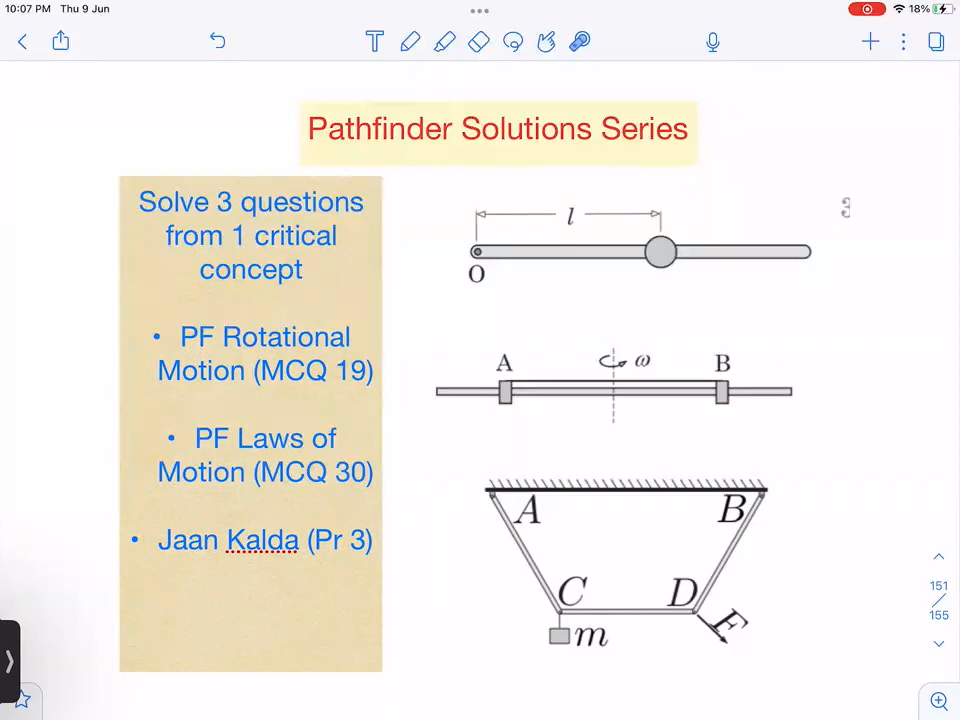 10:07 PM Thu 9 Jun
18%
Pathfinder Solutions Series
Solve 3 questions
from 1 critical
concept
• PF Rotational
Motion (MCQ 19)
• PF Laws of
Motion (MCQ 30)
• Jaan Kalda (Pr 3)
l
O
A
ω
B
A
B
C
D
m
F
151
155